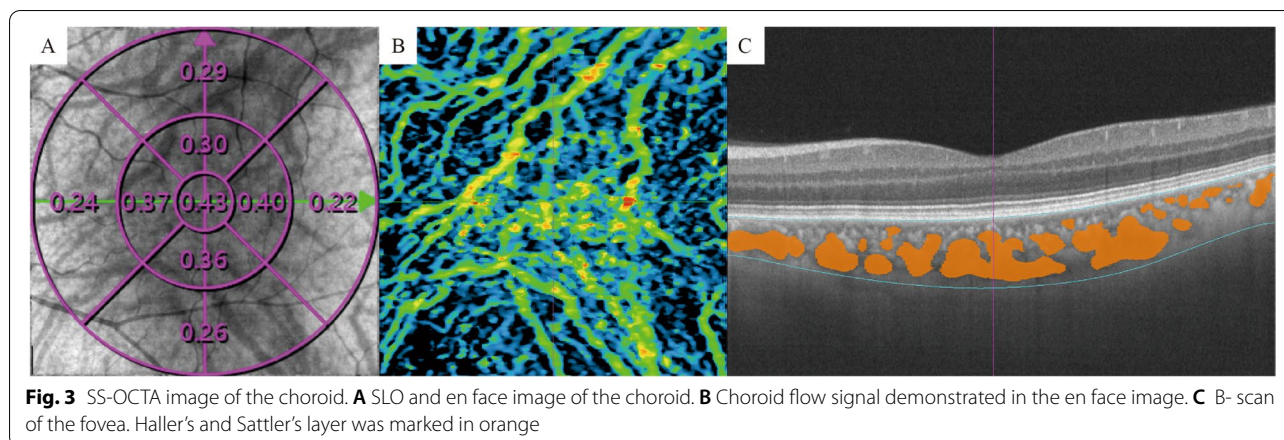 A
B
C
0.29
0.30
0.24 0.37 0.43 0.40 0.22
0.36
0.26
Fig. 3 SS-OCTA image of the choroid. A SLO and en face image of the choroid. B Choroid flow signal demonstrated in the en face image. C B- scan
of the fovea. Haller's and Sattler's layer was marked in orange